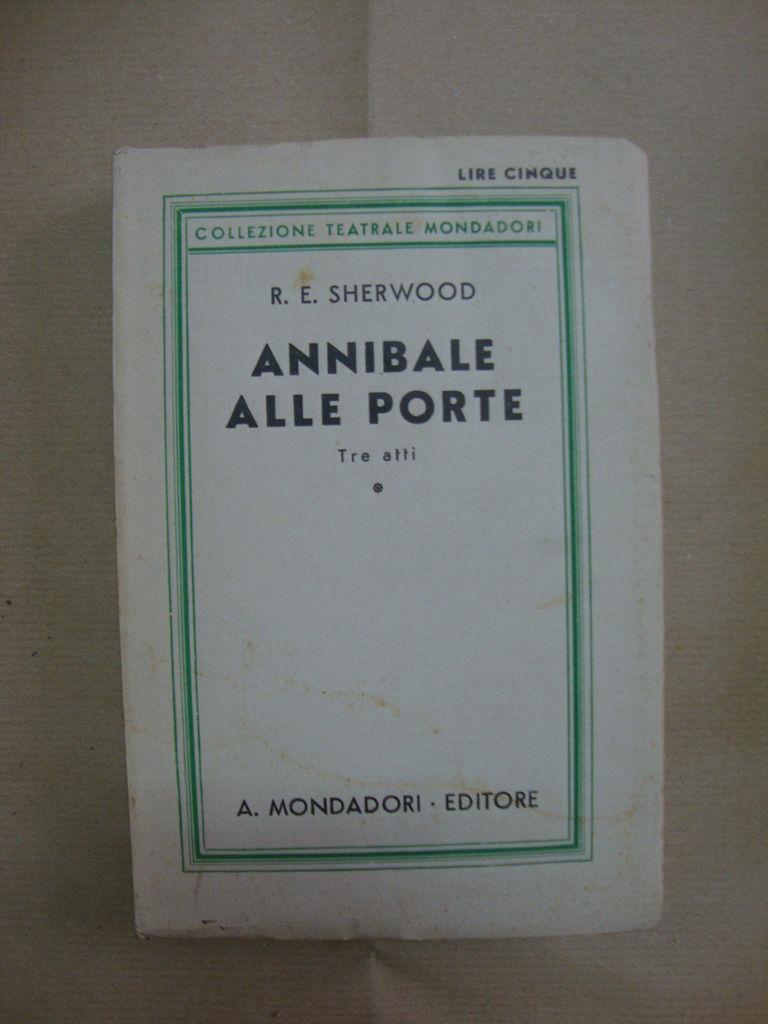 LIRE CINQUE
COLLEZIONE TEATRALE MONDADORI
R. E. SHERWOOD
ANNIBALE
ALLE PORTE
Tre atti
A. MONDADORI · EDITORE